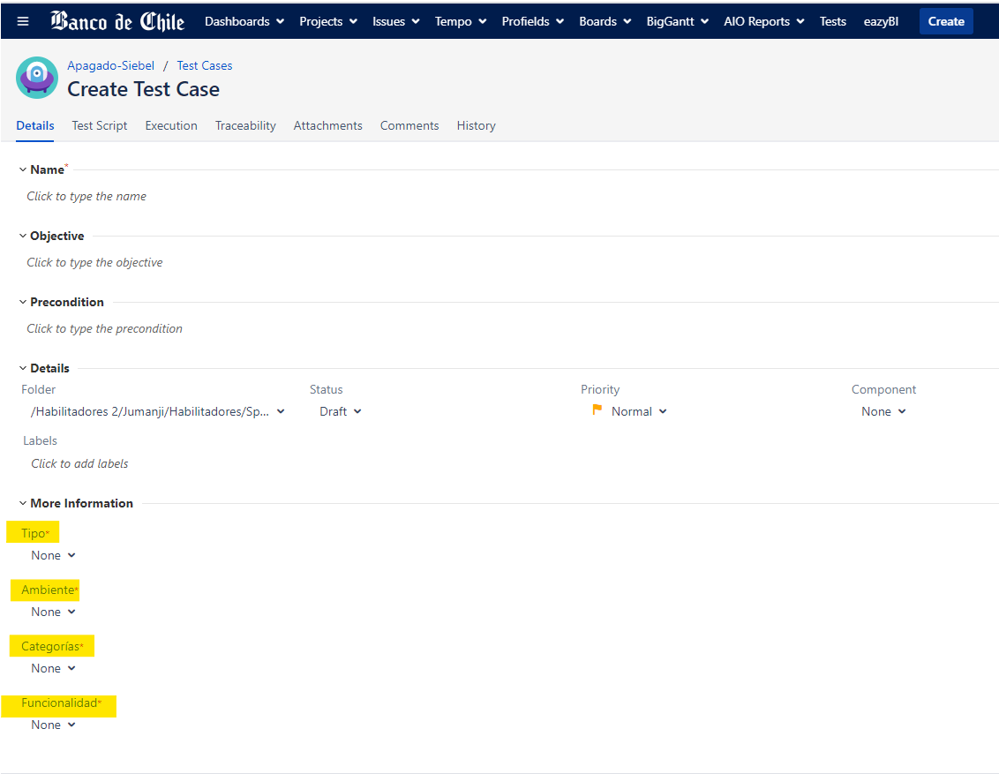 Banco de Chile Dashboards Projects Issues Tempo Profields Boards BigGantt AIO Reports Tests eazyBI Create
Apagado-Siebel / Test Cases
Create Test Case
Details Test Script Execution Traceability Attachments Comments History
Name*
Click to type the name
Objective
Click to type the objective
Precondition
Click to type the precondition
Details
Folder Status Priority Component
/Habilitadores 2/Jumanji/Habilitadores/Sp... Draft Normal None
Labels
Click to add labels
More Information
Tipo*
None
Ambiente*
None
Categorías*
None
Funcionalidad*
None